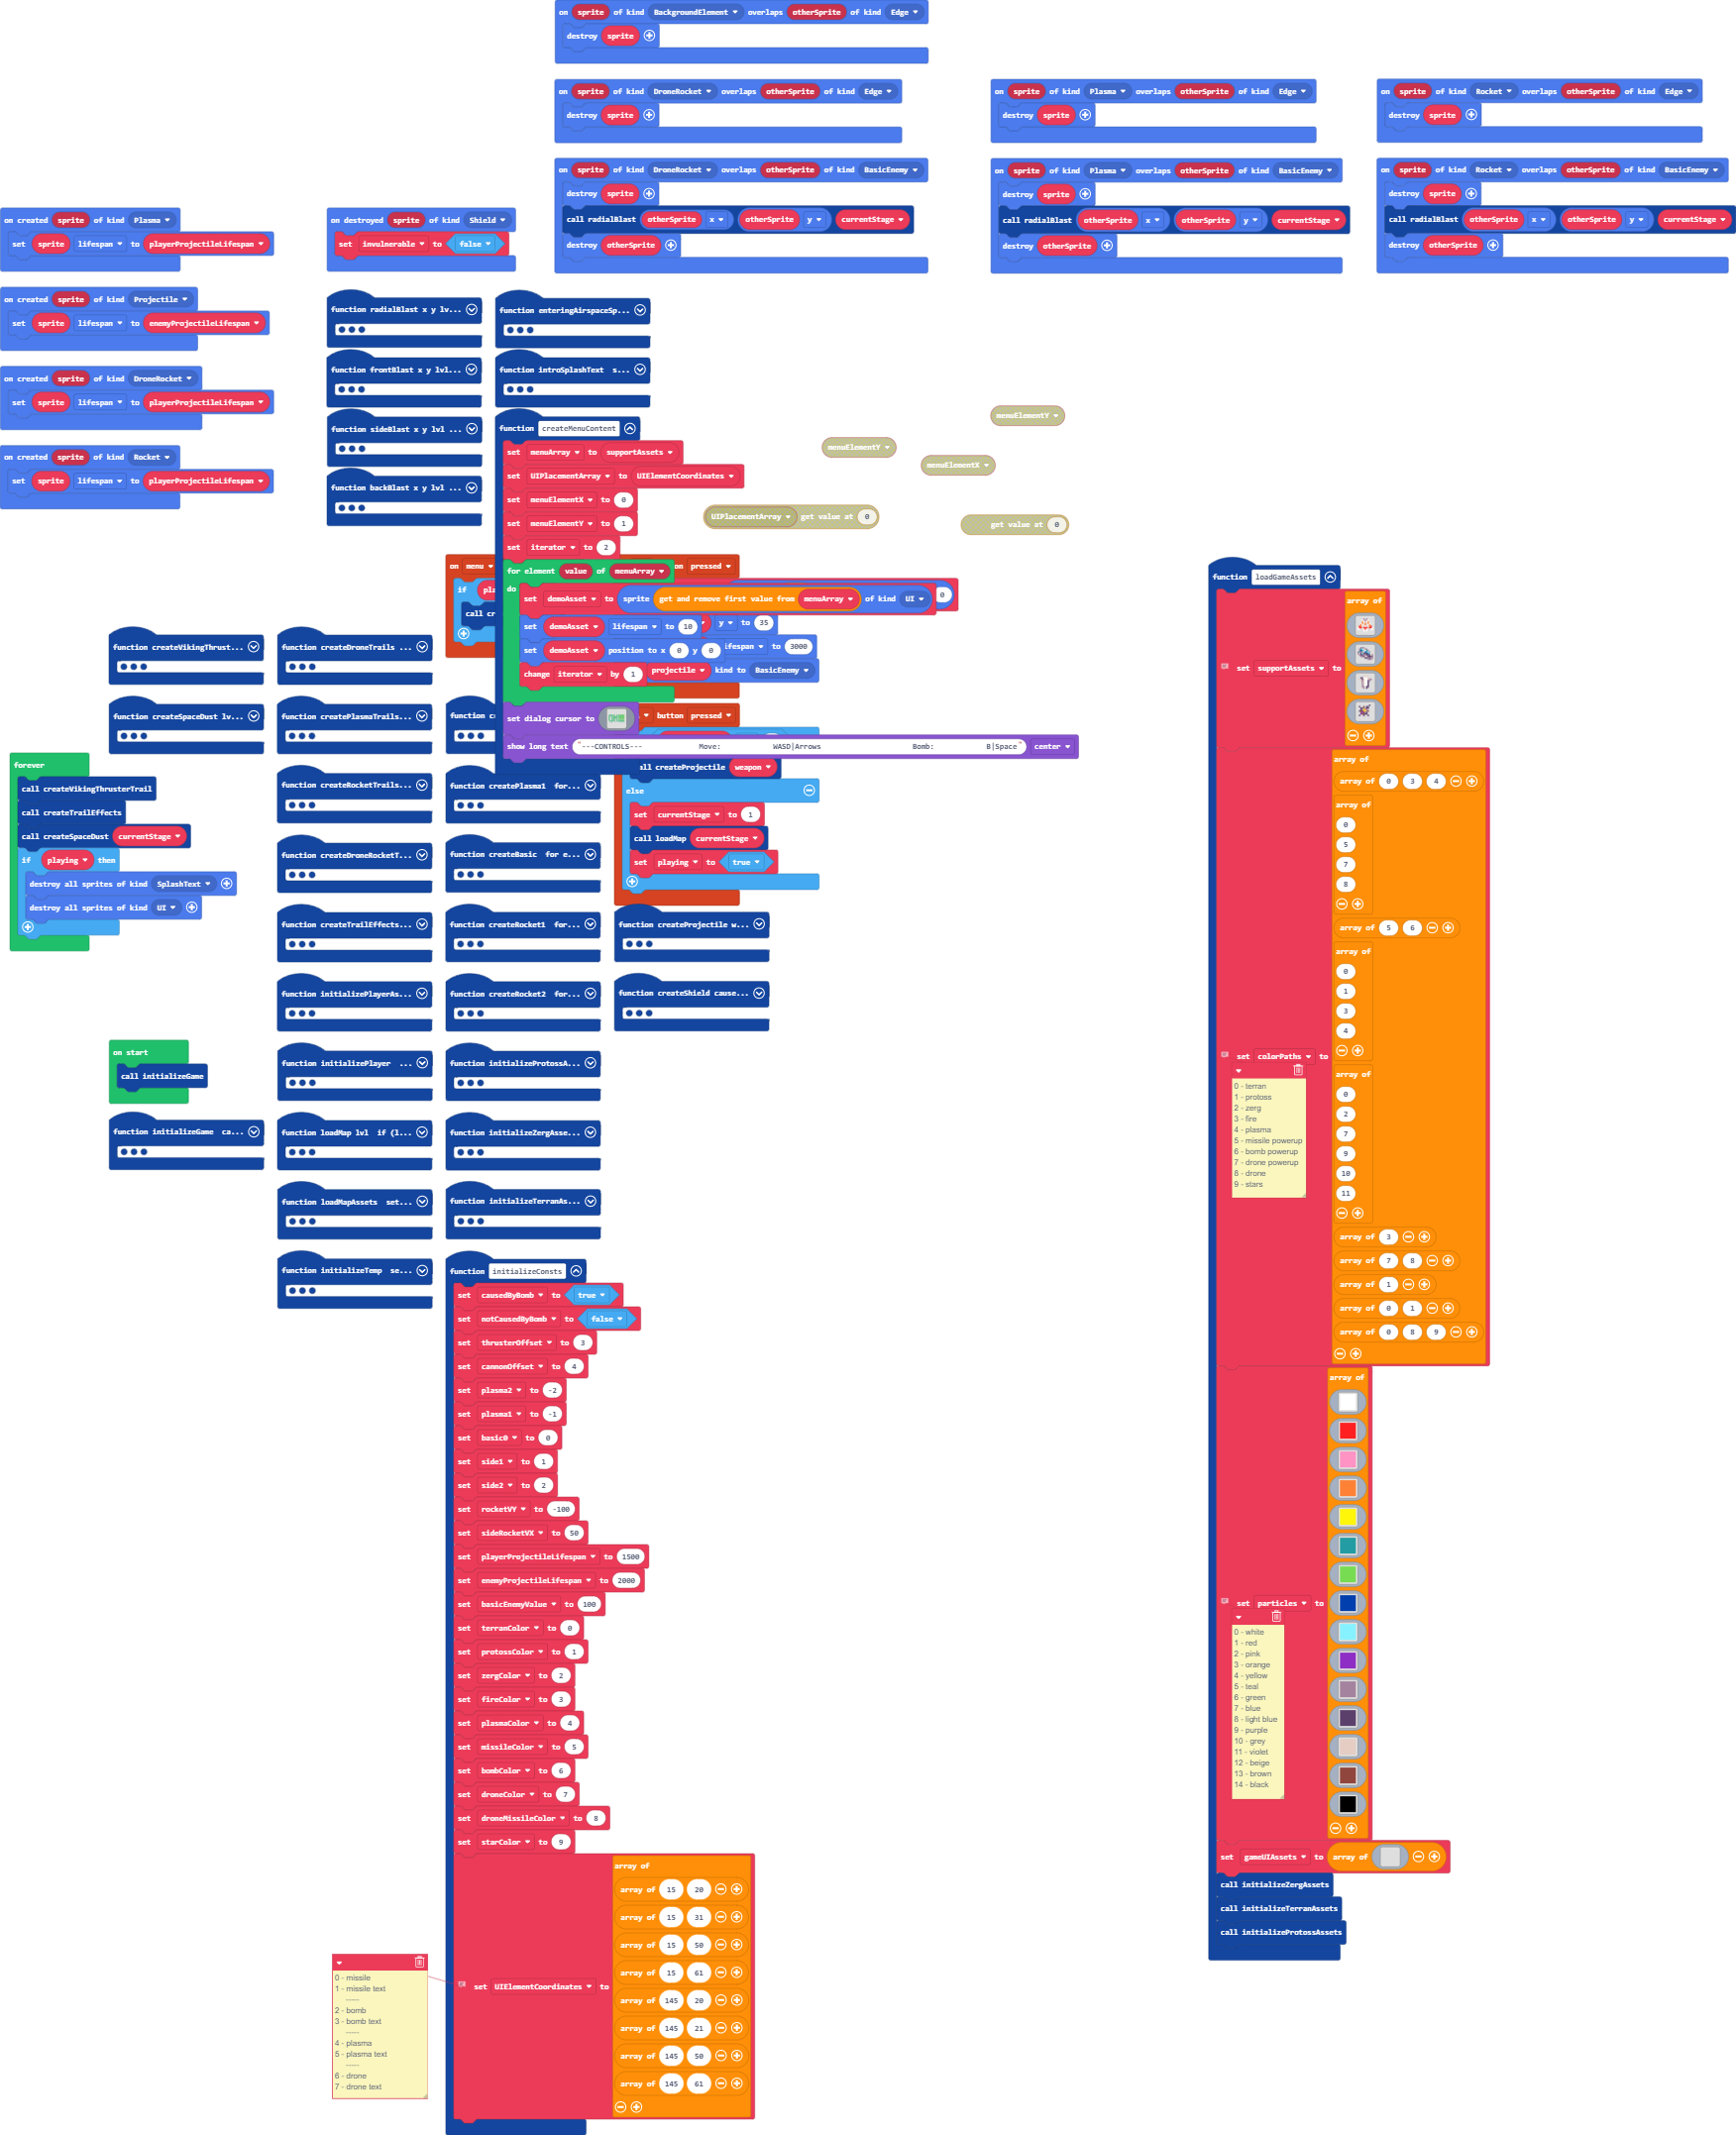 on sprite of kind BackgroundElement overlaps otherSprite of kind Edge
destroy sprite
on sprite of kind DroneRocket overlaps otherSprite of kind Edge
destroy sprite
on sprite of kind Plasma overlaps otherSprite of kind Edge
destroy sprite
on sprite of kind Rocket overlaps otherSprite of kind Edge
destroy sprite
on sprite of kind DroneRocket overlaps otherSprite of kind BasicEnemy
destroy sprite
call radialBlast otherSprite x otherSprite y currentStage
destroy otherSprite
on sprite of kind Plasma overlaps otherSprite of kind BasicEnemy
destroy sprite
call radialBlast otherSprite x otherSprite y currentStage
destroy otherSprite
on sprite of kind Rocket overlaps otherSprite of kind BasicEnemy
destroy sprite
call radialBlast otherSprite x otherSprite y currentStage
destroy otherSprite
on created sprite of kind Plasma
set sprite lifespan to playerProjectileLifespan
on destroyed sprite of kind Shield
set invulnerable to false
on created sprite of kind Projectile
set sprite lifespan to enemyProjectileLifespan
on created sprite of kind DroneRocket
set sprite lifespan to playerProjectileLifespan
on created sprite of kind Rocket
set sprite lifespan to playerProjectileLifespan
function radialBlast x y lv...
function frontBlast x y lvl...
function sideBlast x y lvl ...
function backBlast x y lvl ...
function enteringAirspaceSp...
function introSplashText s...
function createMenuContent
set menuArray to supportAssets
set UIPlacementArray to UIElementCoordinates
set menuElementX to 0
set menuElementY to 1
set iterator to 2
for element value of menuArray
do
set demoAsset to sprite get and remove first value from menuArray of kind UI
set demoAsset lifespan to 10
set demoAsset position to x 0 y 0
change iterator by 1
set dialog cursor to
show long text "---CONTROLS--- Move: WASD|Arrows Bomb: B|Space" center
menuElementY
menuElementY
menuElementX
UIPlacementArray get value at 0
get value at 0
on menu
on pressed
if pla
call cr
0
y to 35
ifespan to 3000
projectile kind to BasicEnemy
button pressed
all createProjectile weapon
else
set currentStage to 1
call loadMap currentStage
set playing to true
function createVikingThrust...
function createDroneTrails ...
function createSpaceDust lv...
function createPlasmaTrails...
function c
function createRocketTrails...
function createPlasma1 for...
function createDroneRocketT...
function createBasic for e...
function createTrailEffects...
function createRocket1 for...
function createProjectile w...
function initializePlayerAs...
function createRocket2 for...
function createShield cause...
function initializePlayer ...
function initializeProtossA...
function initializeGame ca...
function loadMap lvl if (l...
function initializeZergAsse...
function loadMapAssets set...
function initializeTerranAs...
function initializeTemp se...
forever
call createVikingThrusterTrail
call createTrailEffects
call createSpaceDust currentStage
if playing then
destroy all sprites of kind SplashText
destroy all sprites of kind UI
on start
call initializeGame
function initializeConsts
set causedByBomb to true
set notCausedByBomb to false
set thrusterOffset to 3
set cannonOffset to 4
set plasma2 to -2
set plasma1 to -1
set basic0 to 0
set side1 to 1
set side2 to 2
set rocketVY to -100
set sideRocketVX to 50
set playerProjectileLifespan to 1500
set enemyProjectileLifespan to 2000
set basicEnemyValue to 100
set terranColor to 0
set protossColor to 1
set zergColor to 2
set fireColor to 3
set plasmaColor to 4
set missileColor to 5
set bombColor to 6
set droneColor to 7
set droneMissileColor to 8
set starColor to 9
set UIElementCoordinates to
array of
array of 15 20
array of 15 31
array of 15 50
array of 15 61
array of 145 20
array of 145 21
array of 145 50
array of 145 61
0 - missile
1 - missile text
-----
2 - bomb
3 - bomb text
-----
4 - plasma
5 - plasma text
-----
6 - drone
7 - drone text
function loadGameAssets
set supportAssets to
array of
set colorPaths to
array of
array of 0 3 4
array of
0
5
7
8
array of 5 6
array of
0
1
3
4
array of
0
2
7
9
10
11
array of 3
array of 7 8
array of 1
array of 0 1
array of 0 8 9
0 - terran
1 - protoss
2 - zerg
3 - fire
4 - plasma
5 - missile powerup
6 - bomb powerup
7 - drone powerup
8 - drone
9 - stars
set particles to
array of
0 - white
1 - red
2 - pink
3 - orange
4 - yellow
5 - teal
6 - green
7 - blue
8 - light blue
9 - purple
10 - grey
11 - violet
12 - beige
13 - brown
14 - black
set gameUIAssets to array of
call initializeZergAssets
call initializeTerranAssets
call initializeProtossAssets